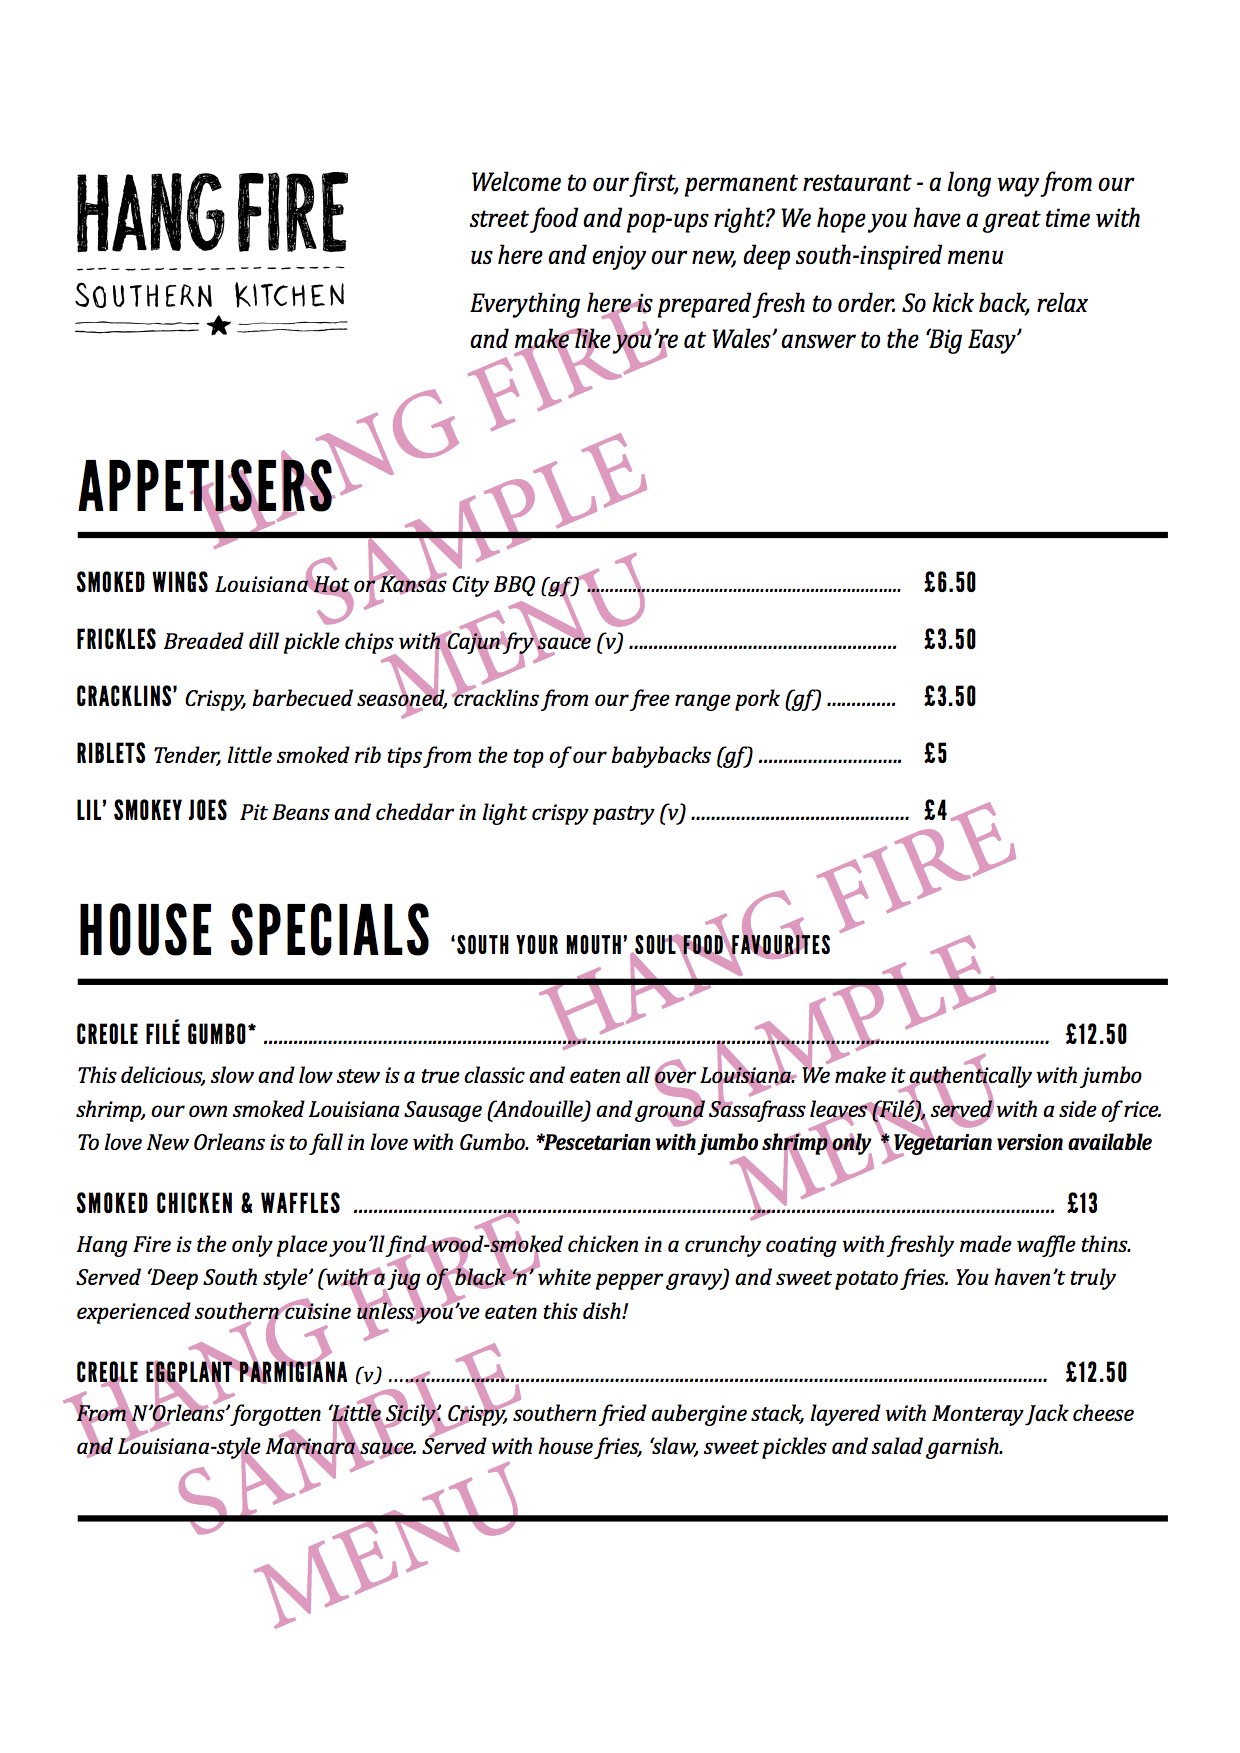 HANG FIRE
SOUTHERN KITCHEN
Welcome to our first, permanent restaurant - a long way from our
street food and pop-ups right? We hope you have a great time with
us here and enjoy our new, deep south-inspired menu
Everything here is prepared fresh to order. So kick back, relax
and make like you're at Wales' answer to the 'Big Easy'
HANG FIRE
SAMPLE
MENU
APPETISERS
SMOKED WINGS Louisiana Hot or Kansas City BBQ (gf) ............................................................... £6.50
FRICKLES Breaded dill pickle chips with Cajun fry sauce (v) ...................................................... £3.50
CRACKLINS' Crispy, barbecued seasoned, cracklins from our free range pork (gf) .............. £3.50
RIBLETS Tender, little smoked rib tips from the top of our babybacks (gf) ............................. £5
LIL' SMOKEY JOES Pit Beans and cheddar in light crispy pastry (v) ............................................ £4
HANG FIRE
SAMPLE
MENU
HOUSE SPECIALS 'SOUTH YOUR MOUTH' SOUL FOOD FAVOURITES
CREOLE FILÉ GUMBO* ................................................................................ £12.50
This delicious, slow and low stew is a true classic and eaten all over Louisiana. We make it authentically with jumbo
shrimp, our own smoked Louisiana Sausage (Andouille) and ground Sassafrass leaves (Filé), served with a side of rice.
To love New Orleans is to fall in love with Gumbo. *Pescetarian with jumbo shrimp only * Vegetarian version available
SMOKED CHICKEN & WAFFLES ................................................................................ £13
Hang Fire is the only place you'll find wood-smoked chicken in a crunchy coating with freshly made waffle thins.
Served 'Deep South style' (with a jug of black 'n' white pepper gravy) and sweet potato fries. You haven't truly
experienced southern cuisine unless you've eaten this dish!
HANG FIRE
SAMPLE
MENU
CREOLE EGGPLANT PARMIGIANA (v) ................................................................................ £12.50
From N'Orleans' forgotten 'Little Sicily'. Crispy, southern fried aubergine stack, layered with Monteray Jack cheese
and Louisiana-style Marinara sauce. Served with house fries, 'slaw, sweet pickles and salad garnish.